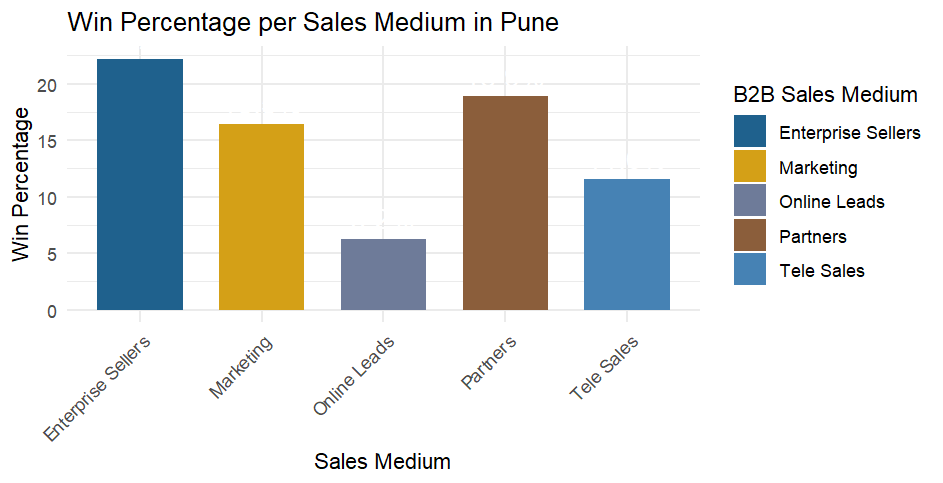 Win Percentage per Sales Medium in Pune
Win Percentage
20
15
10
5
0
Enterprise Sellers
Marketing
Online Leads
Partners
Tele Sales
Sales Medium
B2B Sales Medium
Enterprise Sellers
Marketing
Online Leads
Partners
Tele Sales